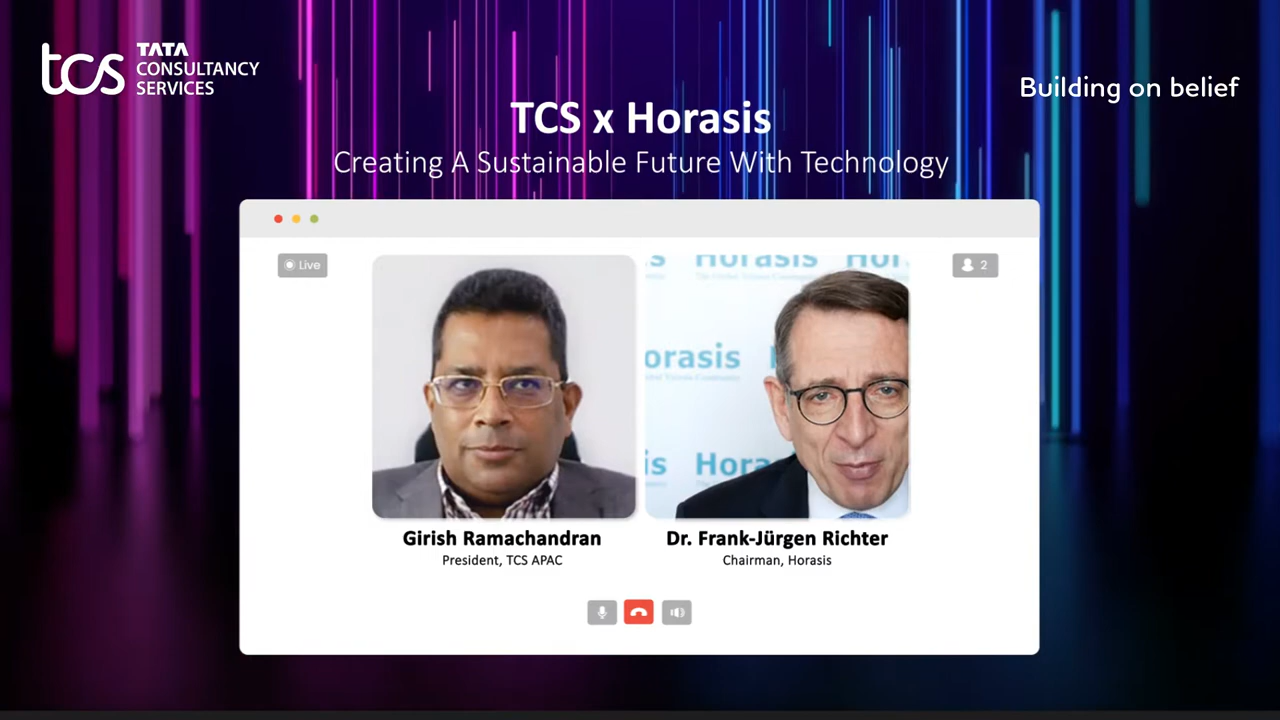 tcs TATA
CONSULTANCY
SERVICES
Building on belief
TCS x Horasis
Creating A Sustainable Future With Technology
Live
2
Horasis
Horasis
Girish Ramachandran
President, TCS APAC
Dr. Frank-Jürgen Richter
Chairman, Horasis